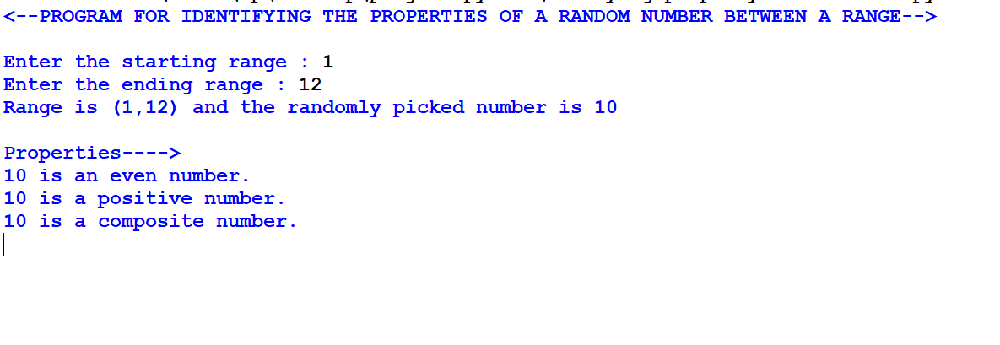 <--PROGRAM FOR IDENTIFYING THE PROPERTIES OF A RANDOM NUMBER BETWEEN A RANGE-->
Enter the starting range : 1
Enter the ending range : 12
Range is (1,12) and the randomly picked number is 10
Properties---->
10 is an even number.
10 is a positive number.
10 is a composite number.